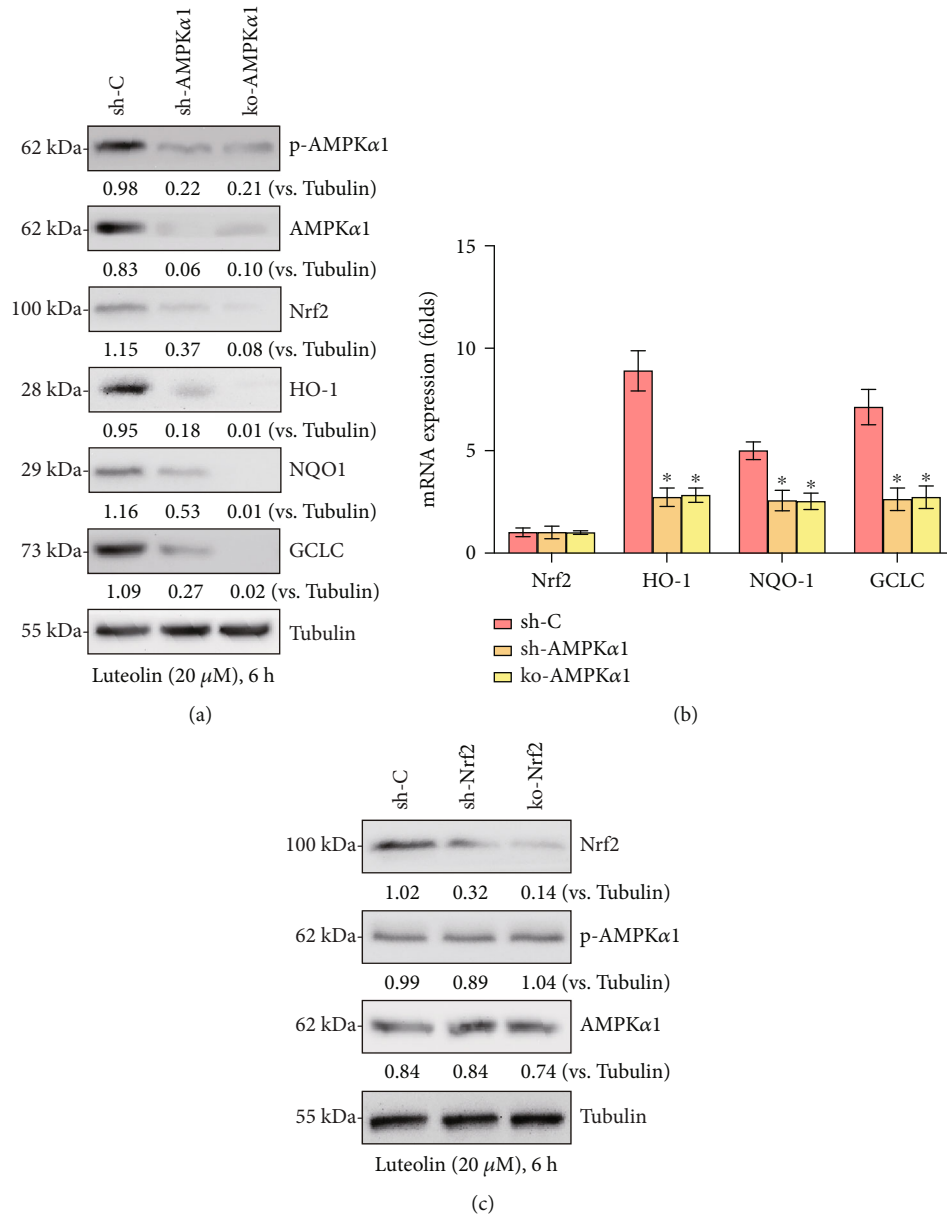 (a)
sh-C
sh-AMPKα1
ko-AMPKα1
62 kDa
p-AMPKα1
0.98 0.22 0.21 (vs. Tubulin)
62 kDa
AMPKα1
0.83 0.06 0.10 (vs. Tubulin)
100 kDa
Nrf2
1.15 0.37 0.08 (vs. Tubulin)
28 kDa
HO-1
0.95 0.18 0.01 (vs. Tubulin)
29 kDa
NQO1
1.16 0.53 0.01 (vs. Tubulin)
73 kDa
GCLC
1.09 0.27 0.02 (vs. Tubulin)
55 kDa
Tubulin
Luteolin (20 μM), 6 h
(a)
mRNA expression (folds)
15
10
5
0
* *
* *
* *
Nrf2 HO-1 NQO-1 GCLC
sh-C
sh-AMPKα1
ko-AMPKα1
(b)
sh-C
sh-Nrf2
ko-Nrf2
100 kDa
Nrf2
1.02 0.32 0.14 (vs. Tubulin)
62 kDa
p-AMPKα1
0.99 0.89 1.04 (vs. Tubulin)
62 kDa
AMPKα1
0.84 0.84 0.74 (vs. Tubulin)
55 kDa
Tubulin
Luteolin (20 μM), 6 h
(c)